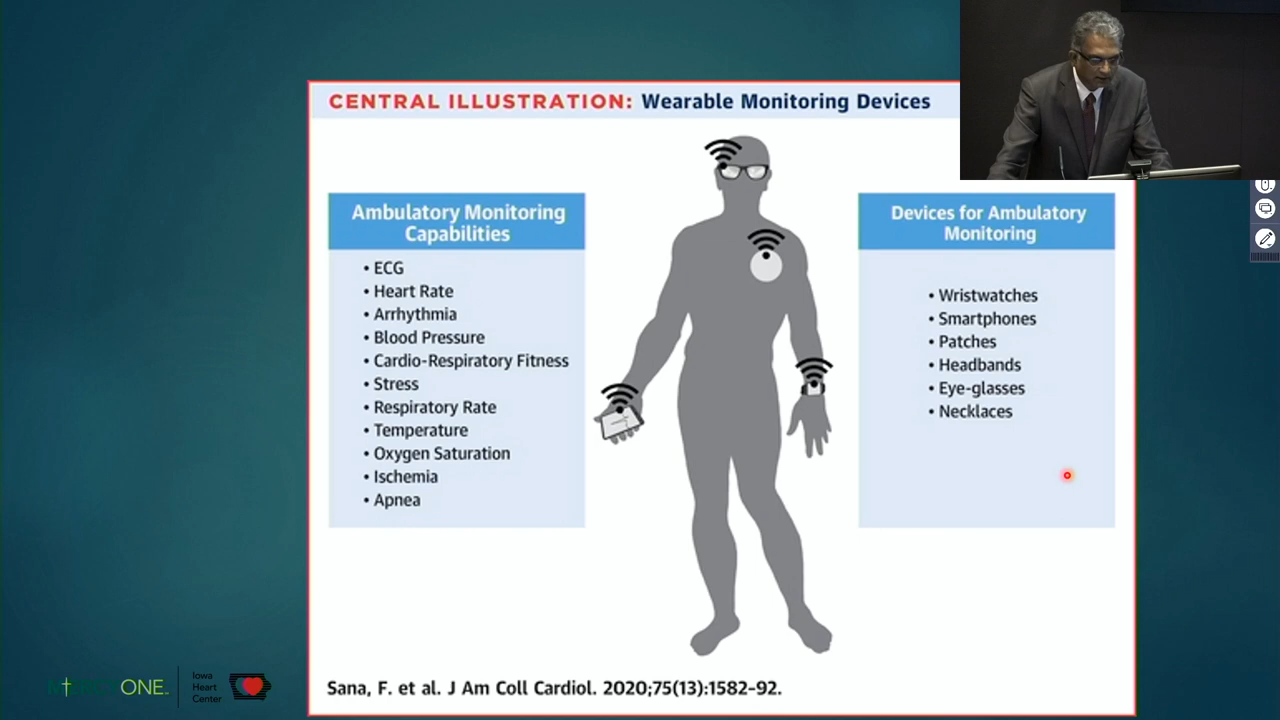 CENTRAL ILLUSTRATION: Wearable Monitoring Devices
Ambulatory Monitoring
Capabilities
• ECG
• Heart Rate
• Arrhythmia
• Blood Pressure
• Cardio-Respiratory Fitness
• Stress
• Respiratory Rate
• Temperature
• Oxygen Saturation
• Ischemia
• Apnea
Devices for Ambulatory
Monitoring
• Wristwatches
• Smartphones
• Patches
• Headbands
• Eye-glasses
• Necklaces
Sana, F. et al. J Am Coll Cardiol. 2020;75(13):1582-92.
MERCYONE
Iowa
Heart
Center